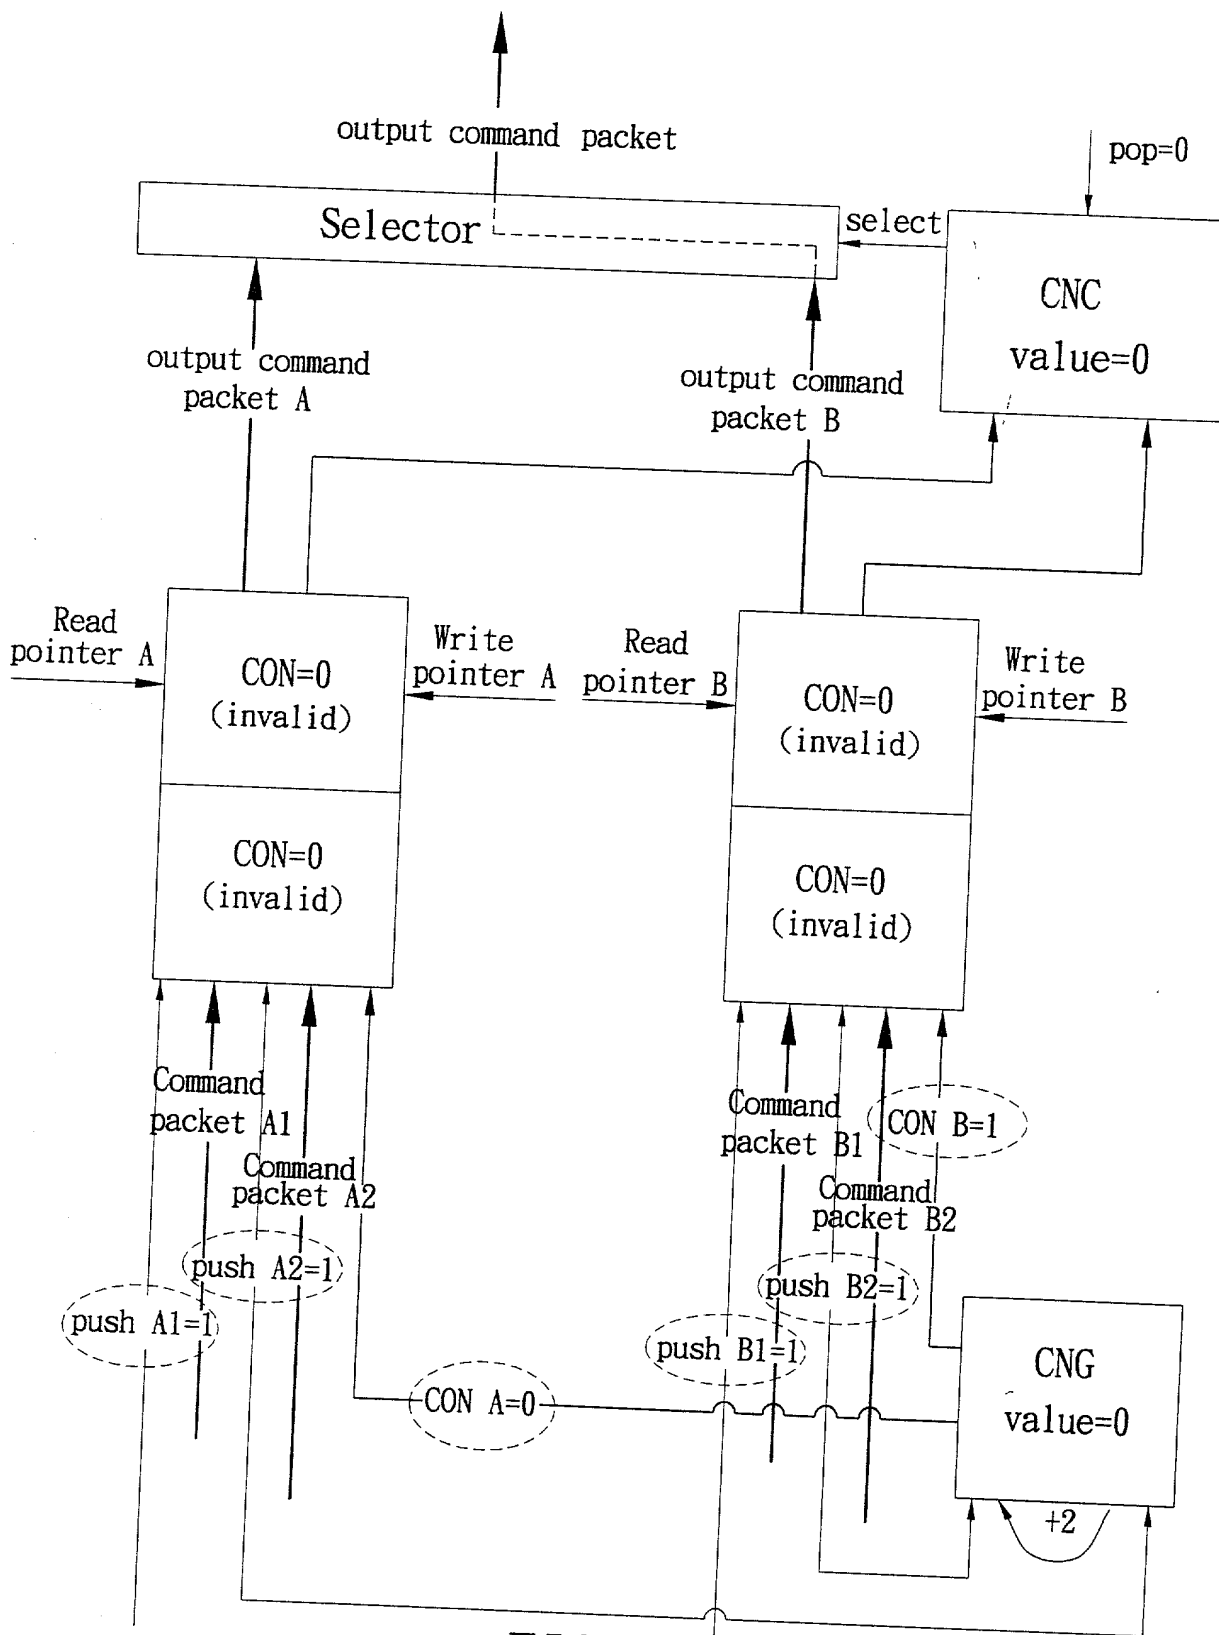 output command packet
pop=0
Selector
select
CNC
value=0
output command
packet A
output command
packet B
Read
pointer A
Write
pointer A
Read
pointer B
Write
pointer B
CON=0
(invalid)
CON=0
(invalid)
CON=0
(invalid)
CON=0
(invalid)
Command
packet A1
Command
packet A2
Command
packet B1
CON B=1
Command
packet B2
push A2=1
push A1=1
push B2=1
push B1=1
CON A=0
CNG
value=0
+2